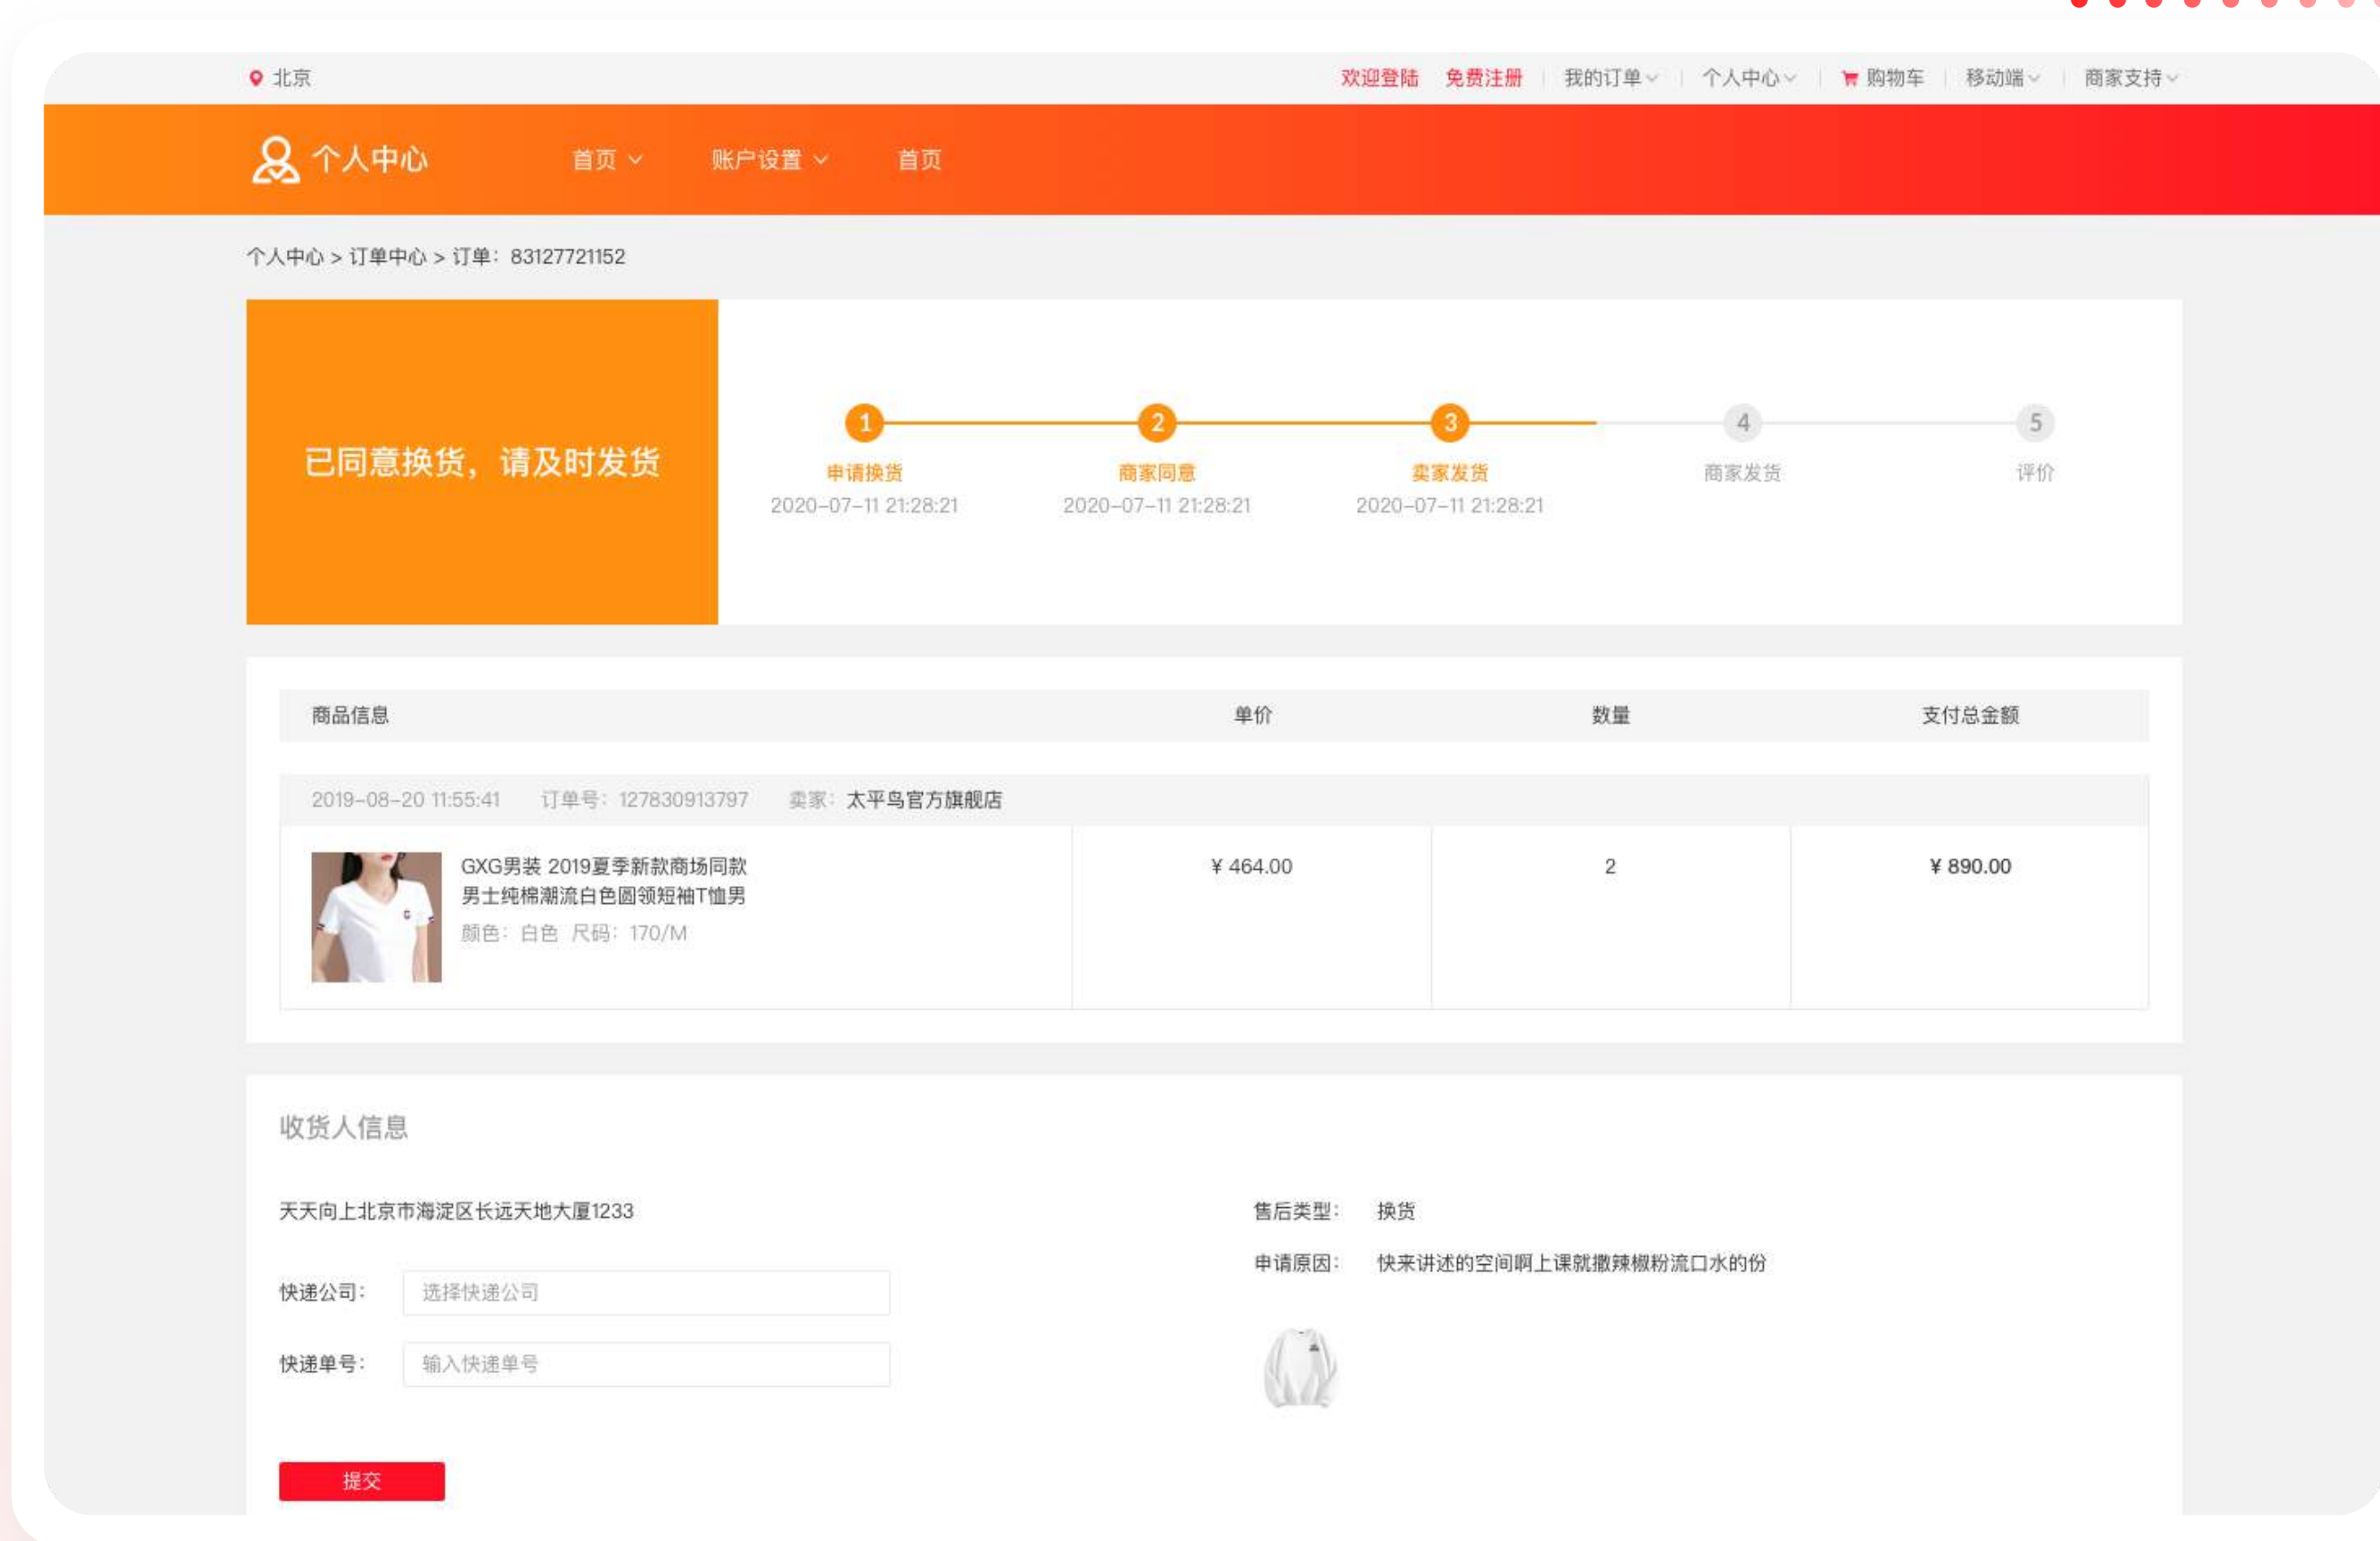 北京
欢迎登陆 免费注册 我的订单 个人中心 购物车 移动端 商家支持
个人中心 首页 账户设置 首页
个人中心 > 订单中心 > 订单：83127721152
已同意换货，请及时发货
1 2 3 4 5
申请换货 商家同意 卖家发货 商家发货 评价
2020-07-11 21:28:21 2020-07-11 21:28:21 2020-07-11 21:28:21
商品信息 单价 数量 支付总金额
2019-08-20 11:55:41 订单号：127830913797 卖家：太平鸟官方旗舰店
GXG男装 2019夏季新款商场同款 ¥ 464.00 2 ¥ 890.00
男士纯棉潮流白色圆领短袖T恤男
颜色：白色 尺码：170/M
收货人信息
天天向上北京市海淀区长远天地大厦1233 售后类型： 换货
申请原因： 快来讲述的空间啊上课就撒辣椒粉流口水的份
快递公司： 选择快递公司
快递单号： 输入快递单号
提交